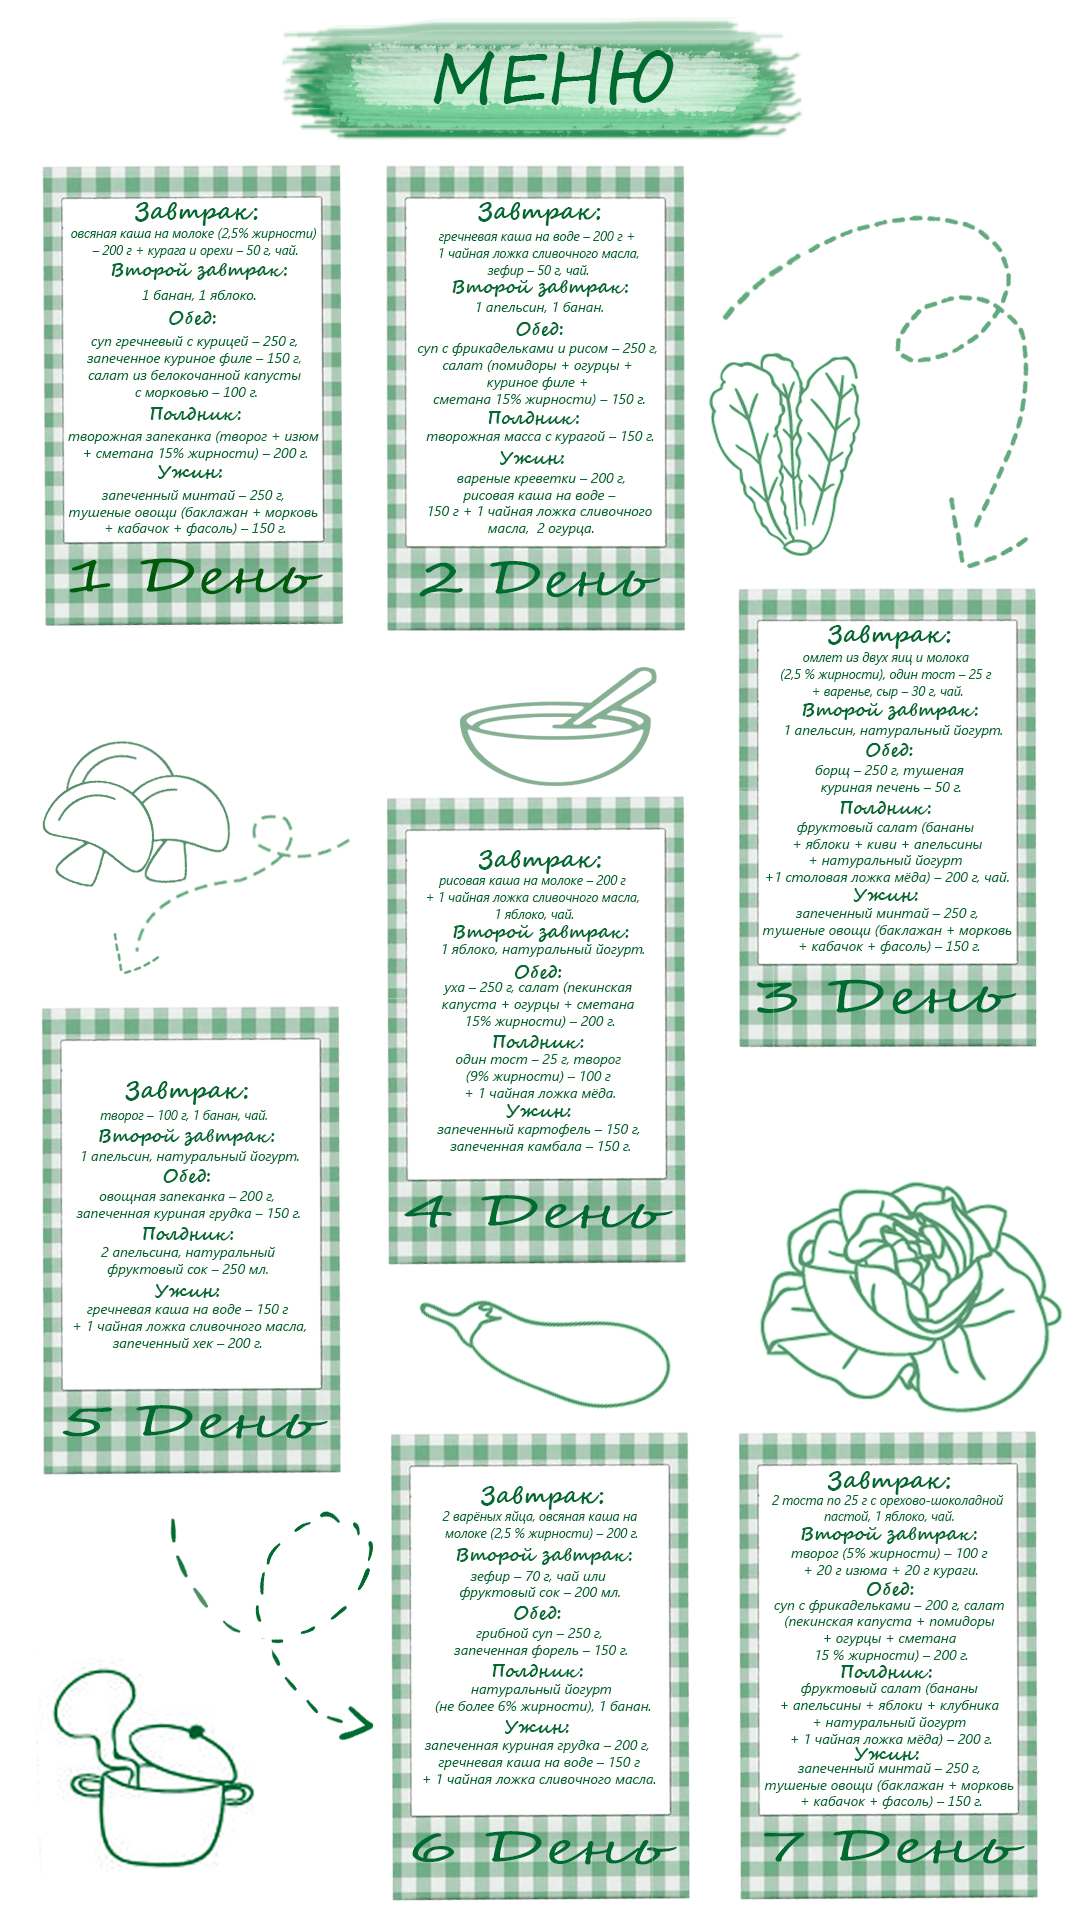 МЕНЮ
Завтрак:
овсяная каша на молоке (2,5% жирности)
– 200 г + курага и орехи – 50 г, чай.
Второй завтрак:
1 банан, 1 яблоко.
Обед:
суп гречневый с курицей – 250 г,
запеченное куриное филе – 150 г,
салат из белокочанной капусты
с морковью – 100 г.
Полдник:
творожная запеканка (творог + изюм
+ сметана 15% жирности) – 200 г.
Ужин:
запеченный минтай – 250 г,
тушеные овощи (баклажан + морковь
+ кабачок + фасоль) – 150 г.
1 День
Завтрак:
гречневая каша на воде – 200 г +
1 чайная ложка сливочного масла,
зефир – 50 г, чай.
Второй завтрак:
1 апельсин, 1 банан.
Обед:
суп с фрикадельками и рисом – 250 г,
салат (помидоры + огурцы +
куриное филе +
сметана 15% жирности) – 150 г.
Полдник:
творожная масса с курагой – 150 г.
Ужин:
вареные креветки – 200 г,
рисовая каша на воде –
150 г + 1 чайная ложка сливочного
масла, 2 огурца.
2 День
Завтрак:
омлет из двух яиц и молока
(2,5 % жирности), один тост – 25 г
+ варенье, сыр – 30 г, чай.
Второй завтрак:
1 апельсин, натуральный йогурт.
Обед:
борщ – 250 г, тушеная
куриная печень – 50 г.
Полдник:
фруктовый салат (бананы
+ яблоки + киви + апельсины
+ натуральный йогурт
+1 столовая ложка мёда) – 200 г, чай.
Ужин:
запеченный минтай – 250 г,
тушеные овощи (баклажан + морковь
+ кабачок + фасоль) – 150 г.
3 День
Завтрак:
рисовая каша на молоке – 200 г
+ 1 чайная ложка сливочного масла,
1 яблоко, чай.
Второй завтрак:
1 яблоко, натуральный йогурт.
Обед:
уха – 250 г, салат (пекинская
капуста + огурцы + сметана
15% жирности) – 200 г.
Полдник:
один тост – 25 г, творог
(9% жирности) – 100 г
+ 1 чайная ложка мёда.
Ужин:
запеченный картофель – 150 г,
запеченная камбала – 150 г.
4 День
Завтрак:
творог – 100 г, 1 банан, чай.
Второй завтрак:
1 апельсин, натуральный йогурт.
Обед:
овощная запеканка – 200 г,
запеченная куриная грудка – 150 г.
Полдник:
2 апельсина, натуральный
фруктовый сок – 250 мл.
Ужин:
гречневая каша на воде – 150 г
+ 1 чайная ложка сливочного масла,
запеченный хек – 200 г.
5 День
Завтрак:
2 варёных яйца, овсяная каша на
молоке (2,5 % жирности) – 200 г.
Второй завтрак:
зефир – 70 г, чай или
фруктовый сок – 200 мл.
Обед:
грибной суп – 250 г,
запеченная форель – 150 г.
Полдник:
натуральный йогурт
(не более 6% жирности), 1 банан.
Ужин:
запеченная куриная грудка – 200 г,
гречневая каша на воде – 150 г
+ 1 чайная ложка сливочного масла.
6 День
Завтрак:
2 тоста по 25 г с орехово-шоколадной
пастой, 1 яблоко, чай.
Второй завтрак:
творог (5% жирности) – 100 г
+ 20 г изюма + 20 г кураги.
Обед:
суп с фрикадельками – 200 г, салат
(пекинская капуста + помидоры
+ огурцы + сметана
15 % жирности) – 200 г.
Полдник:
фруктовый салат (бананы
+ апельсины + яблоки + клубника
+ натуральный йогурт
+ 1 чайная ложка мёда) – 200 г.
Ужин:
запеченный минтай – 250 г,
тушеные овощи (баклажан + морковь
+ кабачок + фасоль) – 150 г.
7 День